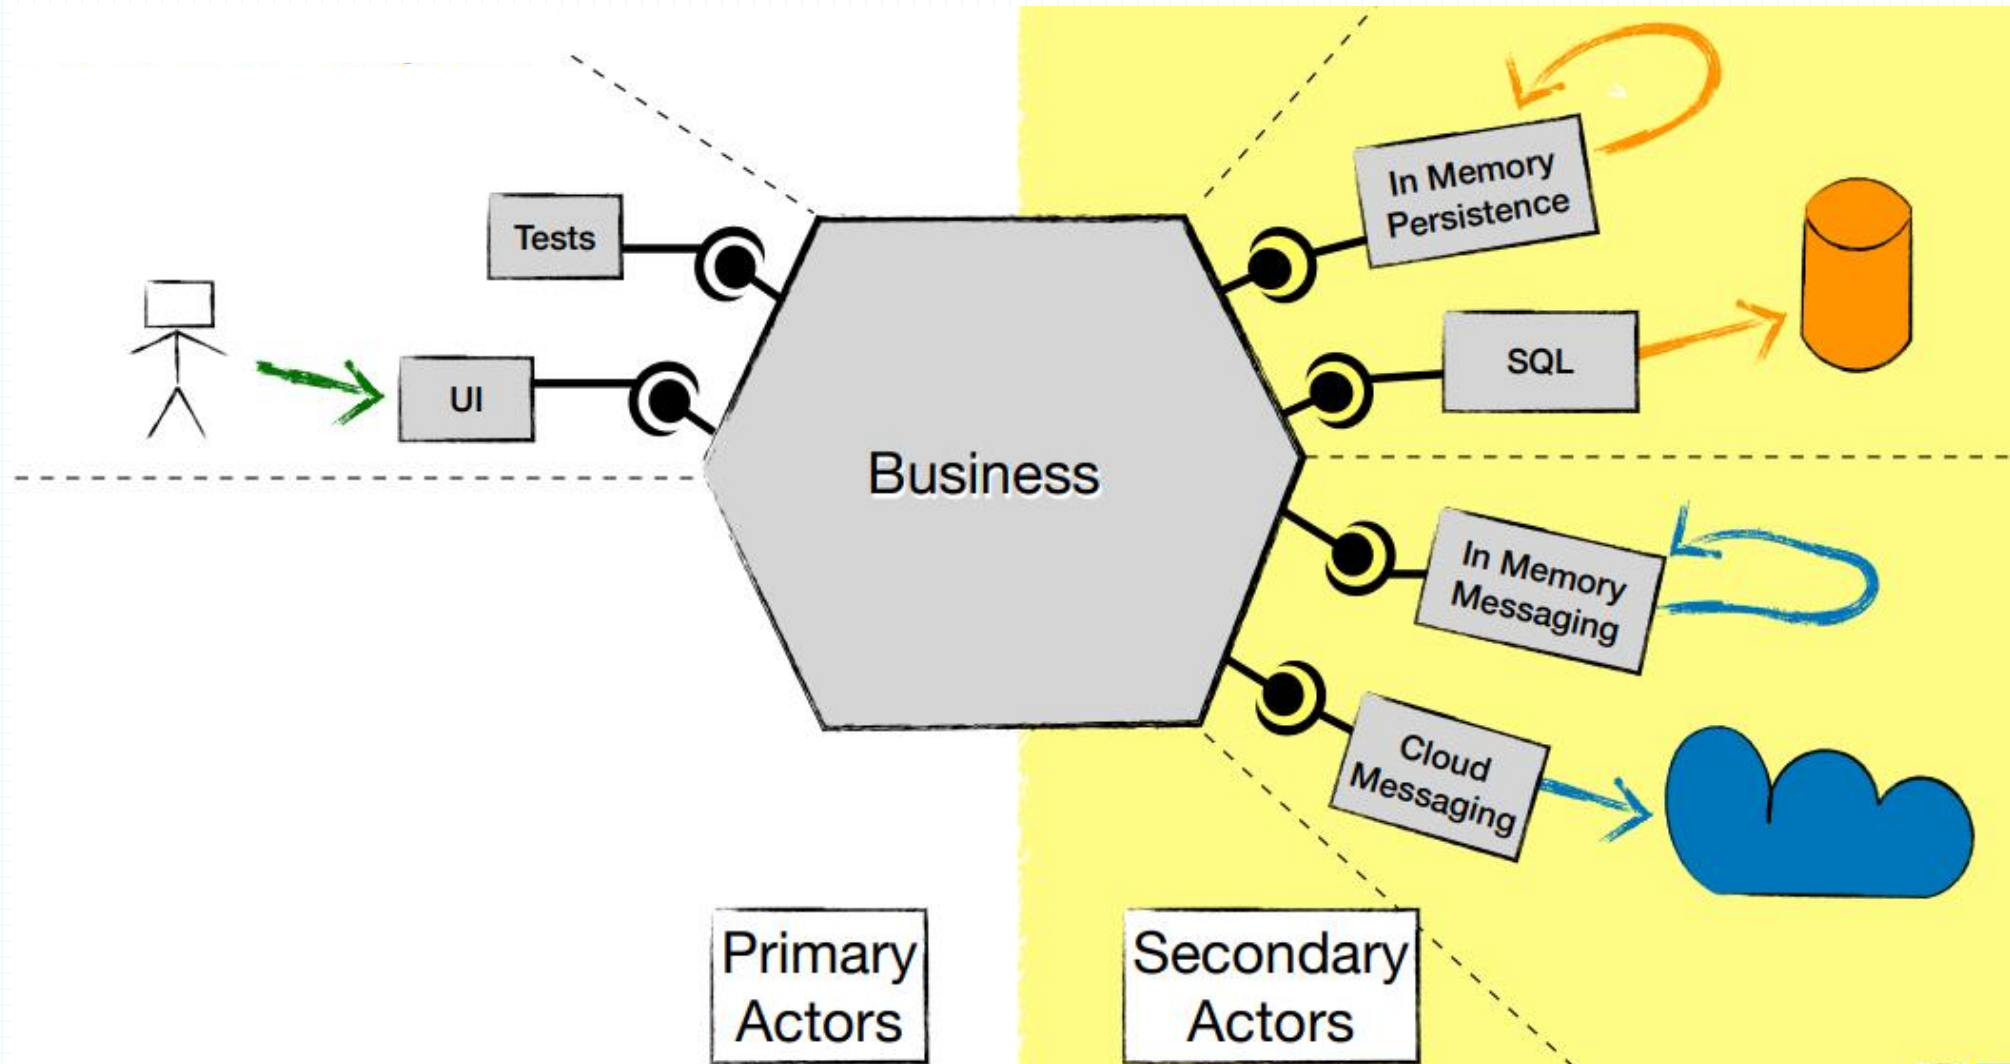 Tests
UI
Business
In Memory
Persistence
SQL
In Memory
Messaging
Cloud
Messaging
Primary
Actors
Secondary
Actors